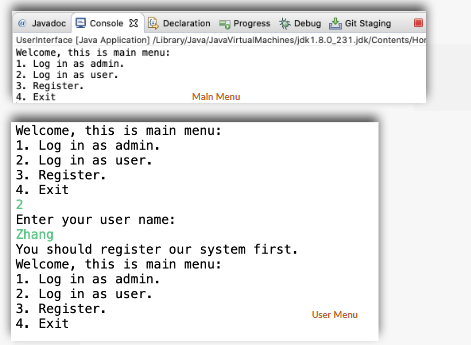 @ Javadoc Console Declaration Progress Debug Git Staging
UserInterface [Java Application] /Library/Java/JavaVirtualMachines/jdk1.8.0_231.jdk/Contents/Hor
Welcome, this is main menu:
1. Log in as admin.
2. Log in as user.
3. Register.
4. Exit
Main Menu
Welcome, this is main menu:
1. Log in as admin.
2. Log in as user.
3. Register.
4. Exit
2
Enter your user name:
Zhang
You should register our system first.
Welcome, this is main menu:
1. Log in as admin.
2. Log in as user.
3. Register.
User Menu
4. Exit